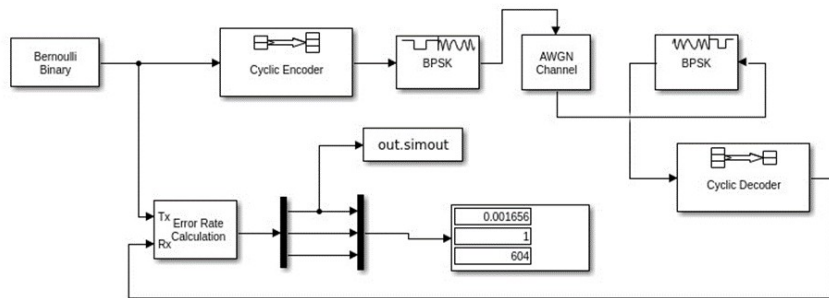 Bernoulli
Binary
Cyclic Encoder
BPSK
AWGN
Channel
BPSK
out.simout
Cyclic Decoder
Tx
Rx
Error Rate
Calculation
0.001656
1
604